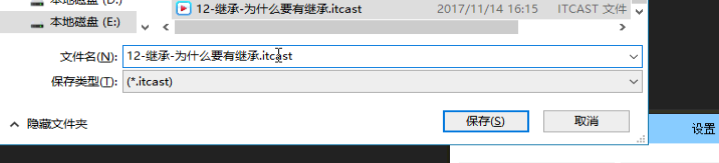 本地磁盘 (D:)
12-继承-为什么要有继承.itcast 2017/11/14 16:15 ITCAST 文件
本地磁盘 (E:)
文件名(N): 12-继承-为什么要有继承.itcast
保存类型(T): (*.itcast)
隐藏文件夹 保存(S) 取消
设置